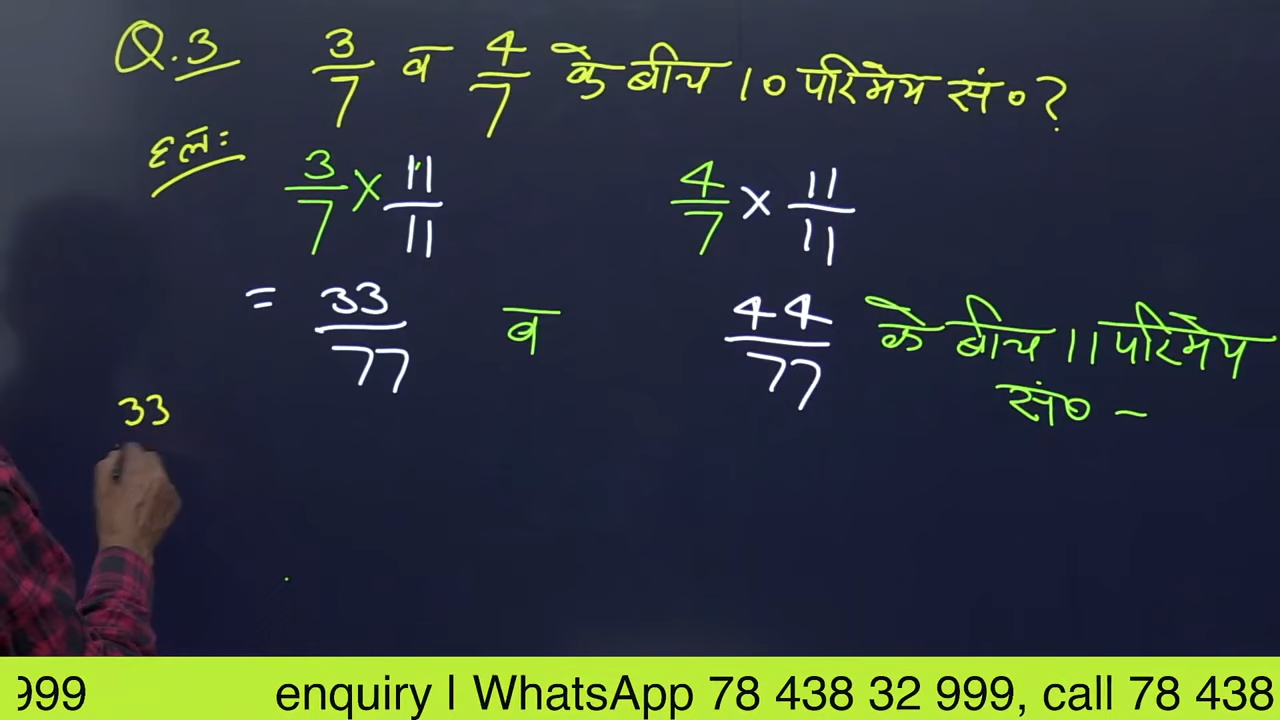 Q.3 3/7 व 4/7 के बीच 10 परिमेय सं० ?
हल:
3/7 × 11/11 4/7 × 11/11
= 33/77 व 44/77 के बीच 11 परिमेय
सं० –
33
999 enquiry I WhatsApp 78 438 32 999, call 78 438